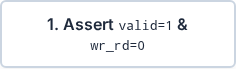 1. Assert valid=1 &
wr_rd=0